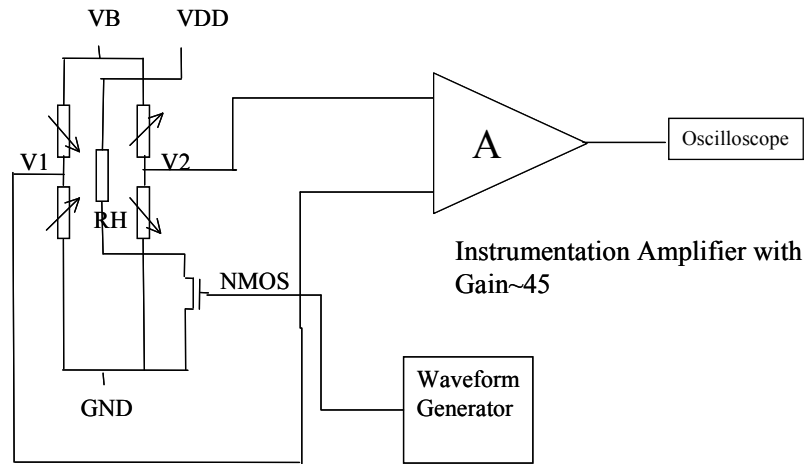 VB VDD
V1
V2
RH
A
Oscilloscope
Instrumentation Amplifier with
Gain~45
NMOS
Waveform
Generator
GND